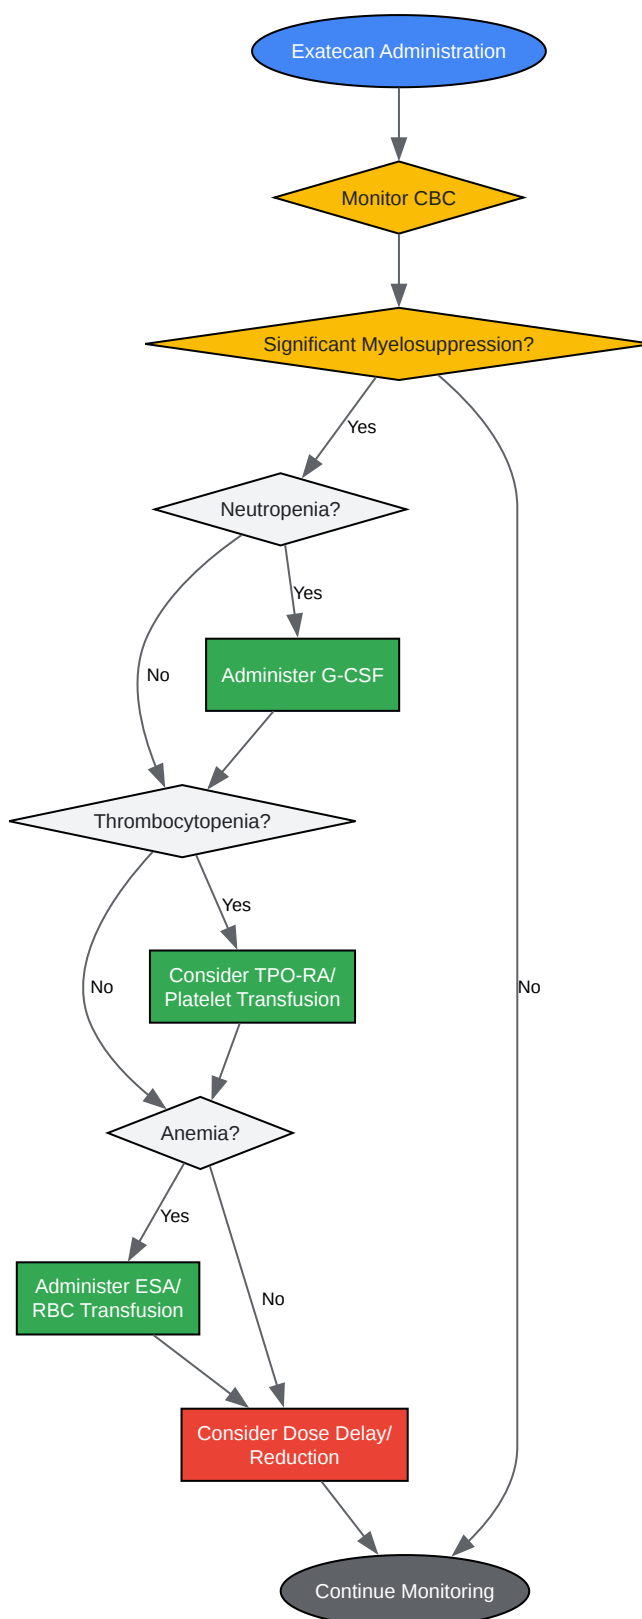 Exatecan Administration
Monitor CBC
Significant Myelosuppression?
Yes
Neutropenia?
Yes
No
Administer G-CSF
Thrombocytopenia?
Yes
No
No
Consider TPO-RA/
Platelet Transfusion
Anemia?
Yes
No
Administer ESA/
RBC Transfusion
Consider Dose Delay/
Reduction
Continue Monitoring